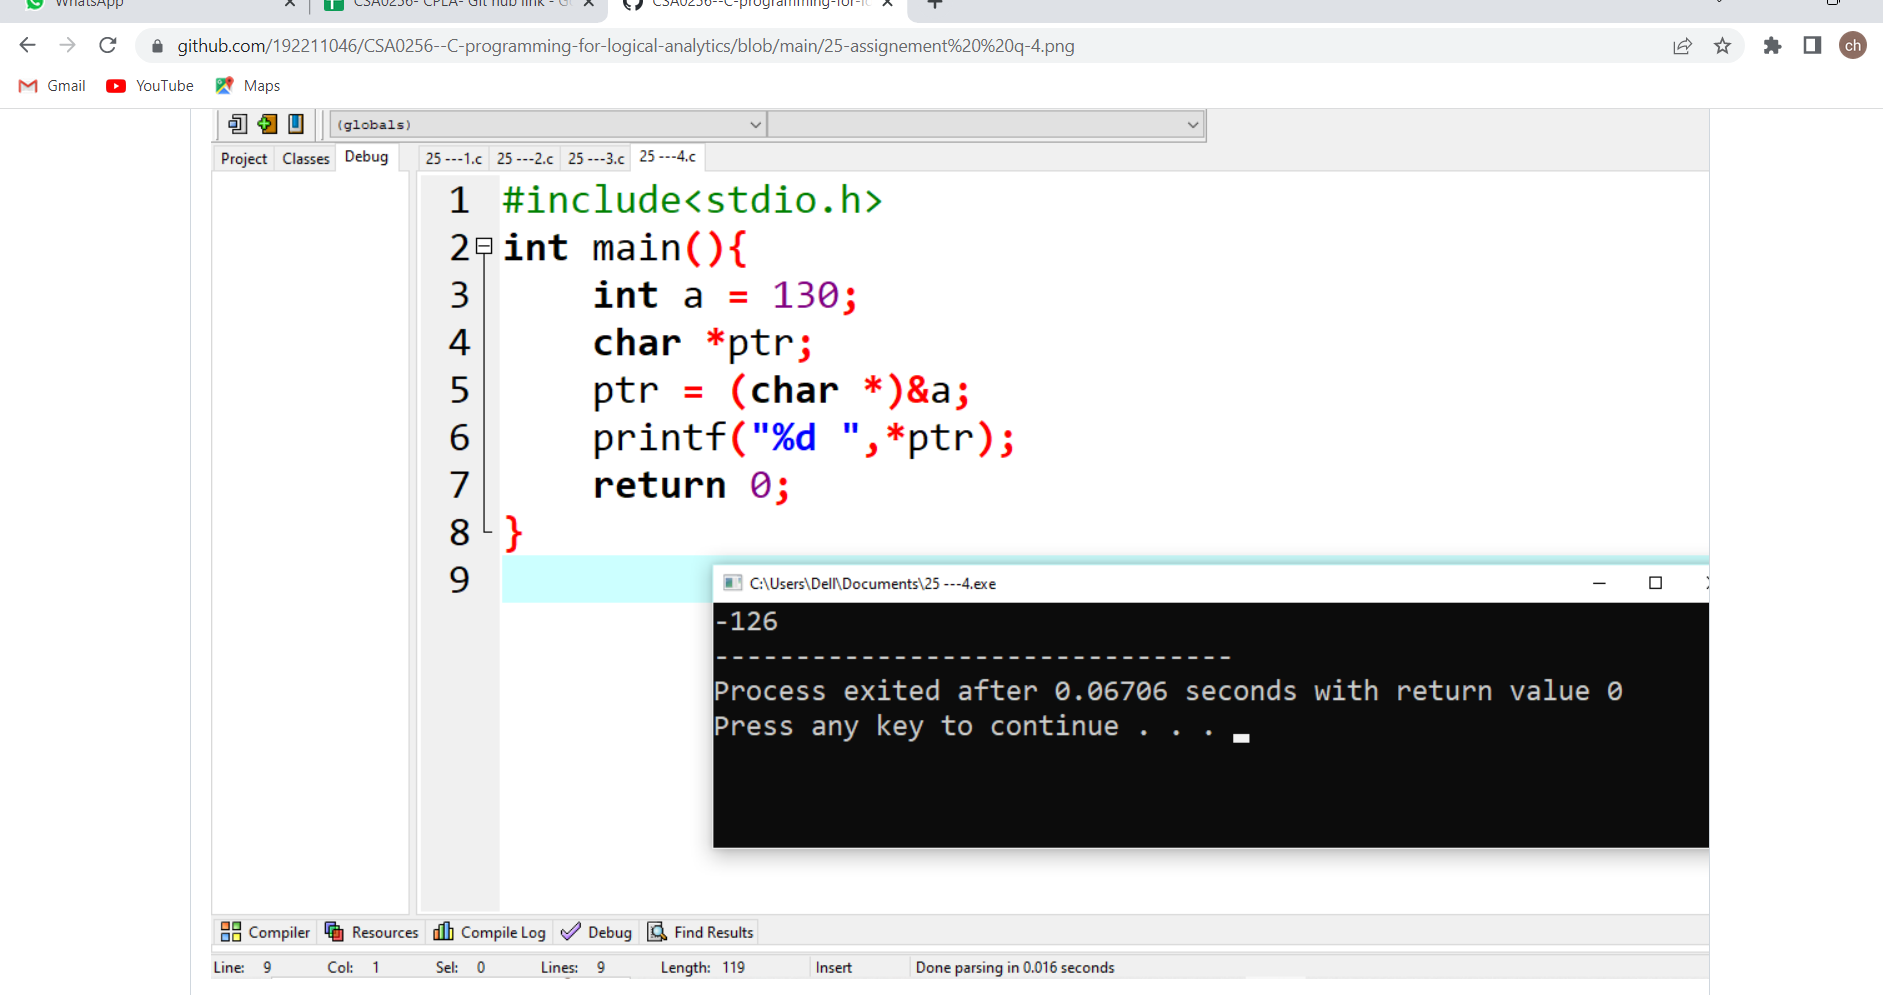 WhatsApp
CSA0256- CPLA- Git hub link - G
CSA0256--C-programming-for-l
github.com/192211046/CSA0256--C-programming-for-logical-analytics/blob/main/25-assignement%20%20q-4.png
ch
Gmail YouTube Maps
(globals)
Project Classes Debug
25 ---1.c 25 ---2.c 25 ---3.c 25 ---4.c
1 #include<stdio.h>
2 int main(){
3 int a = 130;
4 char *ptr;
5 ptr = (char *)&a;
6 printf("%d ",*ptr);
7 return 0;
8 }
9
C:\Users\Dell\Documents\25 ---4.exe
-126
--------------------------------
Process exited after 0.06706 seconds with return value 0
Press any key to continue . . .
Compiler Resources Compile Log Debug Find Results
Line: 9 Col: 1 Sel: 0 Lines: 9 Length: 119 Insert Done parsing in 0.016 seconds